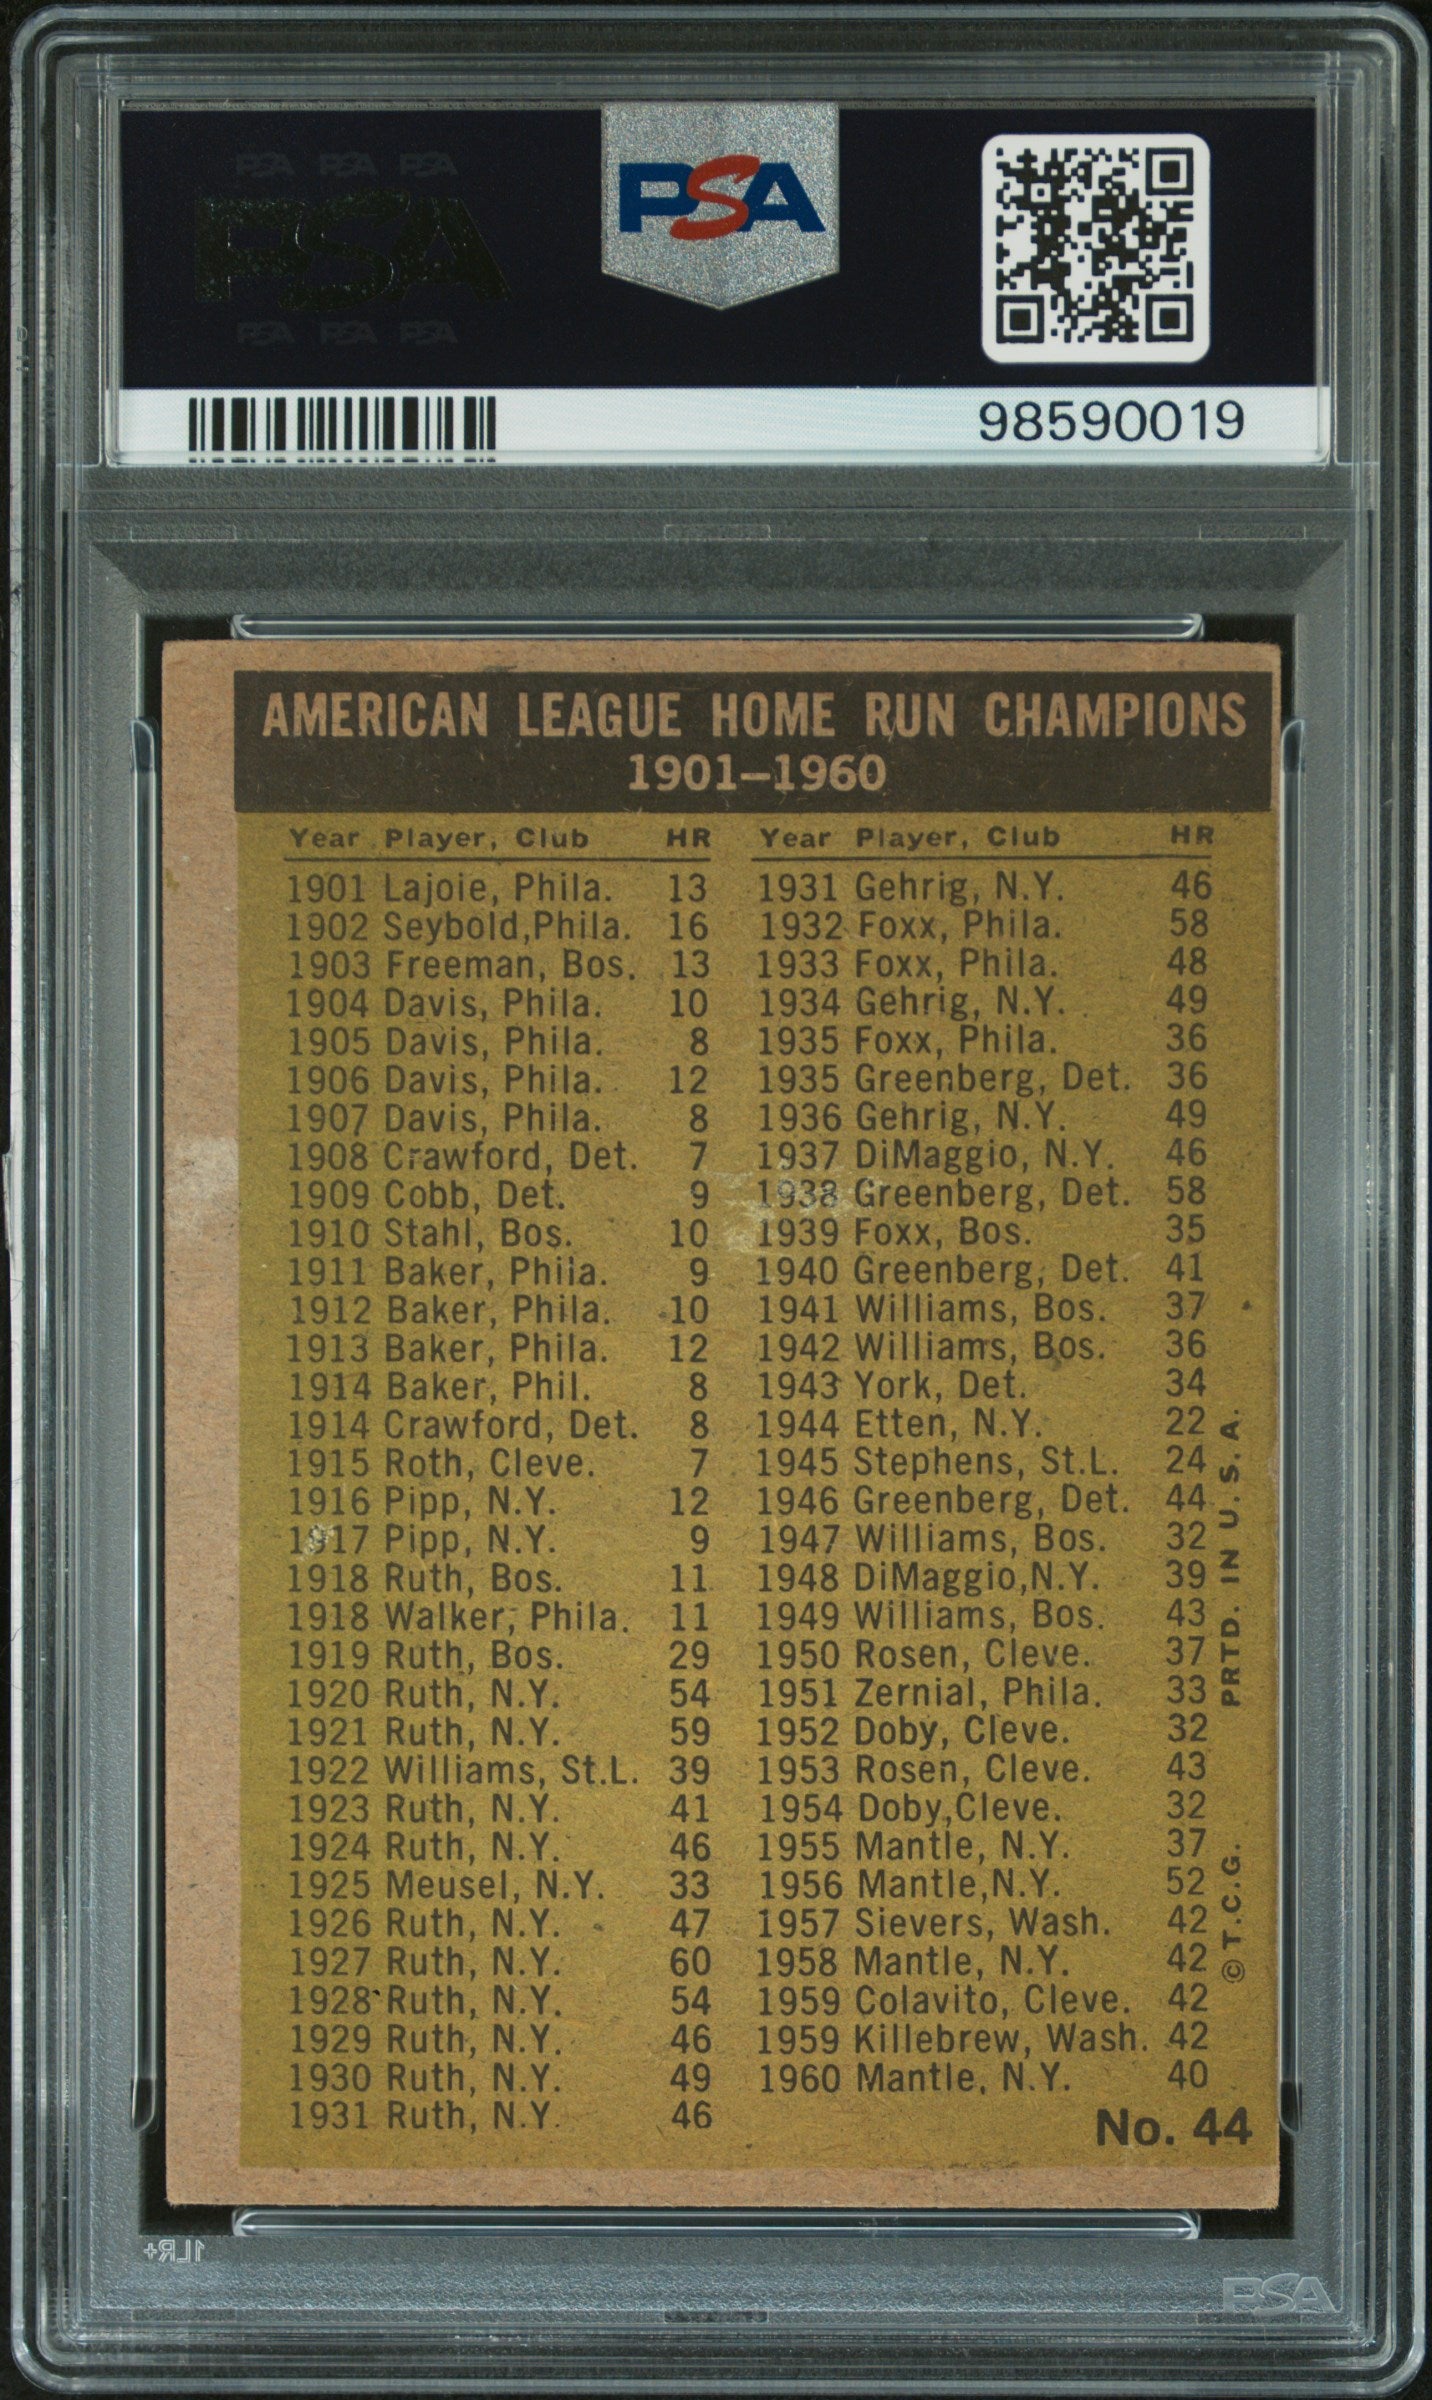 PSA PSA PSA
PSA
PSA PSA PSA
PSA
98590019
AMERICAN LEAGUE HOME RUN CHAMPIONS
1901–1960
Year Player, Club HR
1901 Lajoie, Phila. 13
1902 Seybold,Phila. 16
1903 Freeman, Bos. 13
1904 Davis, Phila. 10
1905 Davis, Phila. 8
1906 Davis, Phila. 12
1907 Davis, Phila. 8
1908 Crawford, Det. 7
1909 Cobb, Det. 9
1910 Stahl, Bos. 10
1911 Baker, Phila. 9
1912 Baker, Phila. 10
1913 Baker, Phila. 12
1914 Baker, Phil. 8
1914 Crawford, Det. 8
1915 Roth, Cleve. 7
1916 Pipp, N.Y. 12
1917 Pipp, N.Y. 9
1918 Ruth, Bos. 11
1918 Walker, Phila. 11
1919 Ruth, Bos. 29
1920 Ruth, N.Y. 54
1921 Ruth, N.Y. 59
1922 Williams, St.L. 39
1923 Ruth, N.Y. 41
1924 Ruth, N.Y. 46
1925 Meusel, N.Y. 33
1926 Ruth, N.Y. 47
1927 Ruth, N.Y. 60
1928 Ruth, N.Y. 54
1929 Ruth, N.Y. 46
1930 Ruth, N.Y. 49
1931 Ruth, N.Y. 46
Year Player, Club HR
1931 Gehrig, N.Y. 46
1932 Foxx, Phila. 58
1933 Foxx, Phila. 48
1934 Gehrig, N.Y. 49
1935 Foxx, Phila. 36
1935 Greenberg, Det. 36
1936 Gehrig, N.Y. 49
1937 DiMaggio, N.Y. 46
1938 Greenberg, Det. 58
1939 Foxx, Bos. 35
1940 Greenberg, Det. 41
1941 Williams, Bos. 37
1942 Williams, Bos. 36
1943 York, Det. 34
1944 Etten, N.Y. 22
1945 Stephens, St.L. 24
1946 Greenberg, Det. 44
1947 Williams, Bos. 32
1948 DiMaggio,N.Y. 39
1949 Williams, Bos. 43
1950 Rosen, Cleve. 37
1951 Zernial, Phila. 33
1952 Doby, Cleve. 32
1953 Rosen, Cleve. 43
1954 Doby,Cleve. 32
1955 Mantle, N.Y. 37
1956 Mantle,N.Y. 52
1957 Sievers, Wash. 42
1958 Mantle, N.Y. 42
1959 Colavito, Cleve. 42
1959 Killebrew, Wash. 42
1960 Mantle, N.Y. 40
© T.C.G. PRTD. IN U.S.A.
No. 44
1LR+
PSA